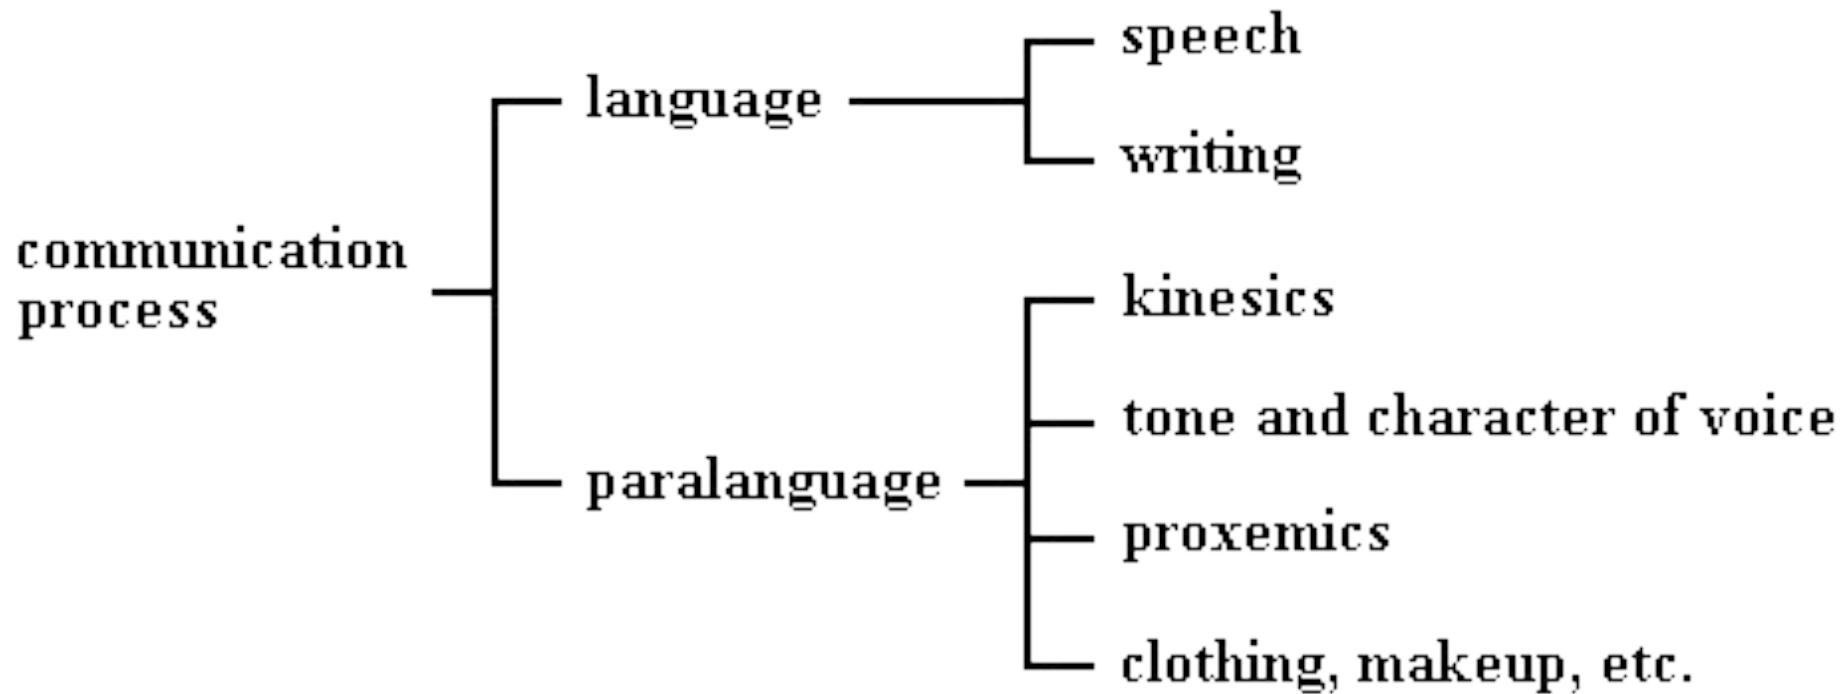 communication
process
language
speech
writing
paralanguage
kinesics
tone and character of voice
proxemics
clothing, makeup, etc.